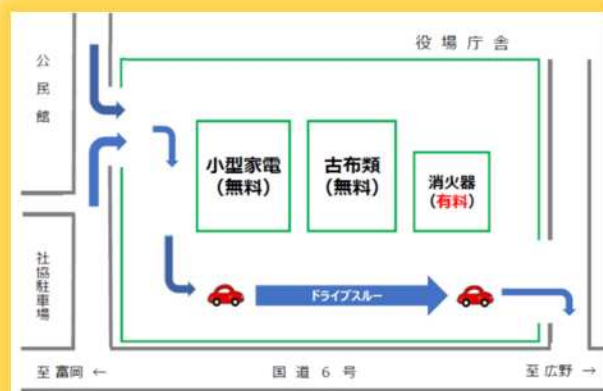 役場庁舎
公民館
小型家電
(無料)
古布類
(無料)
消火器
(有料)
社協駐車場
ドライブスルー
至 富岡 ←
国道6号
至 広野 →